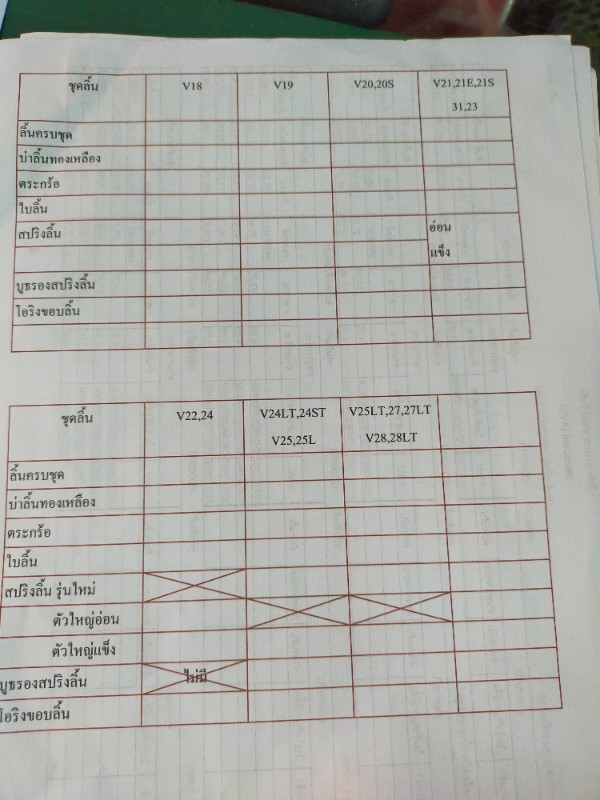 ชุดลิ้น V18 V19 V20,20S V21,21E,21S
31,23
ลิ้นครบชุด
บ่าลิ้นทองเหลือง
ตระกร้อ
ใบลิ้น
สปริงลิ้น อ่อน
แข็ง
บูธรองสปริงลิ้น
โอริงขอบลิ้น
ชุดลิ้น V22,24 V24LT,24ST V25LT,27,27LT
V25,25L V28,28LT
ลิ้นครบชุด
บ่าลิ้นทองเหลือง
ตระกร้อ
ใบลิ้น
สปริงลิ้น รุ่นใหม่
ตัวใหญ่อ่อน
ตัวใหญ่แข็ง
บูธรองสปริงลิ้น ไม่มี
โอริงขอบลิ้น